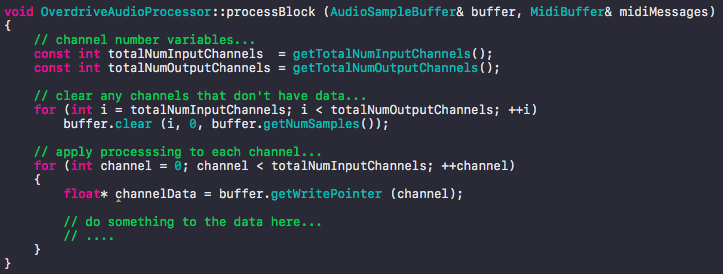 void OverdriveAudioProcessor::processBlock (AudioSampleBuffer& buffer, MidiBuffer& midiMessages)
{
    // channel number variables...
    const int totalNumInputChannels  = getTotalNumInputChannels();
    const int totalNumOutputChannels = getTotalNumOutputChannels();

    // clear any channels that don't have data...
    for (int i = totalNumInputChannels; i < totalNumOutputChannels; ++i)
        buffer.clear (i, 0, buffer.getNumSamples());

    // apply processsing to each channel...
    for (int channel = 0; channel < totalNumInputChannels; ++channel)
    {
        float* channelData = buffer.getWritePointer (channel);

        // do something to the data here...
        // ....
    }
}